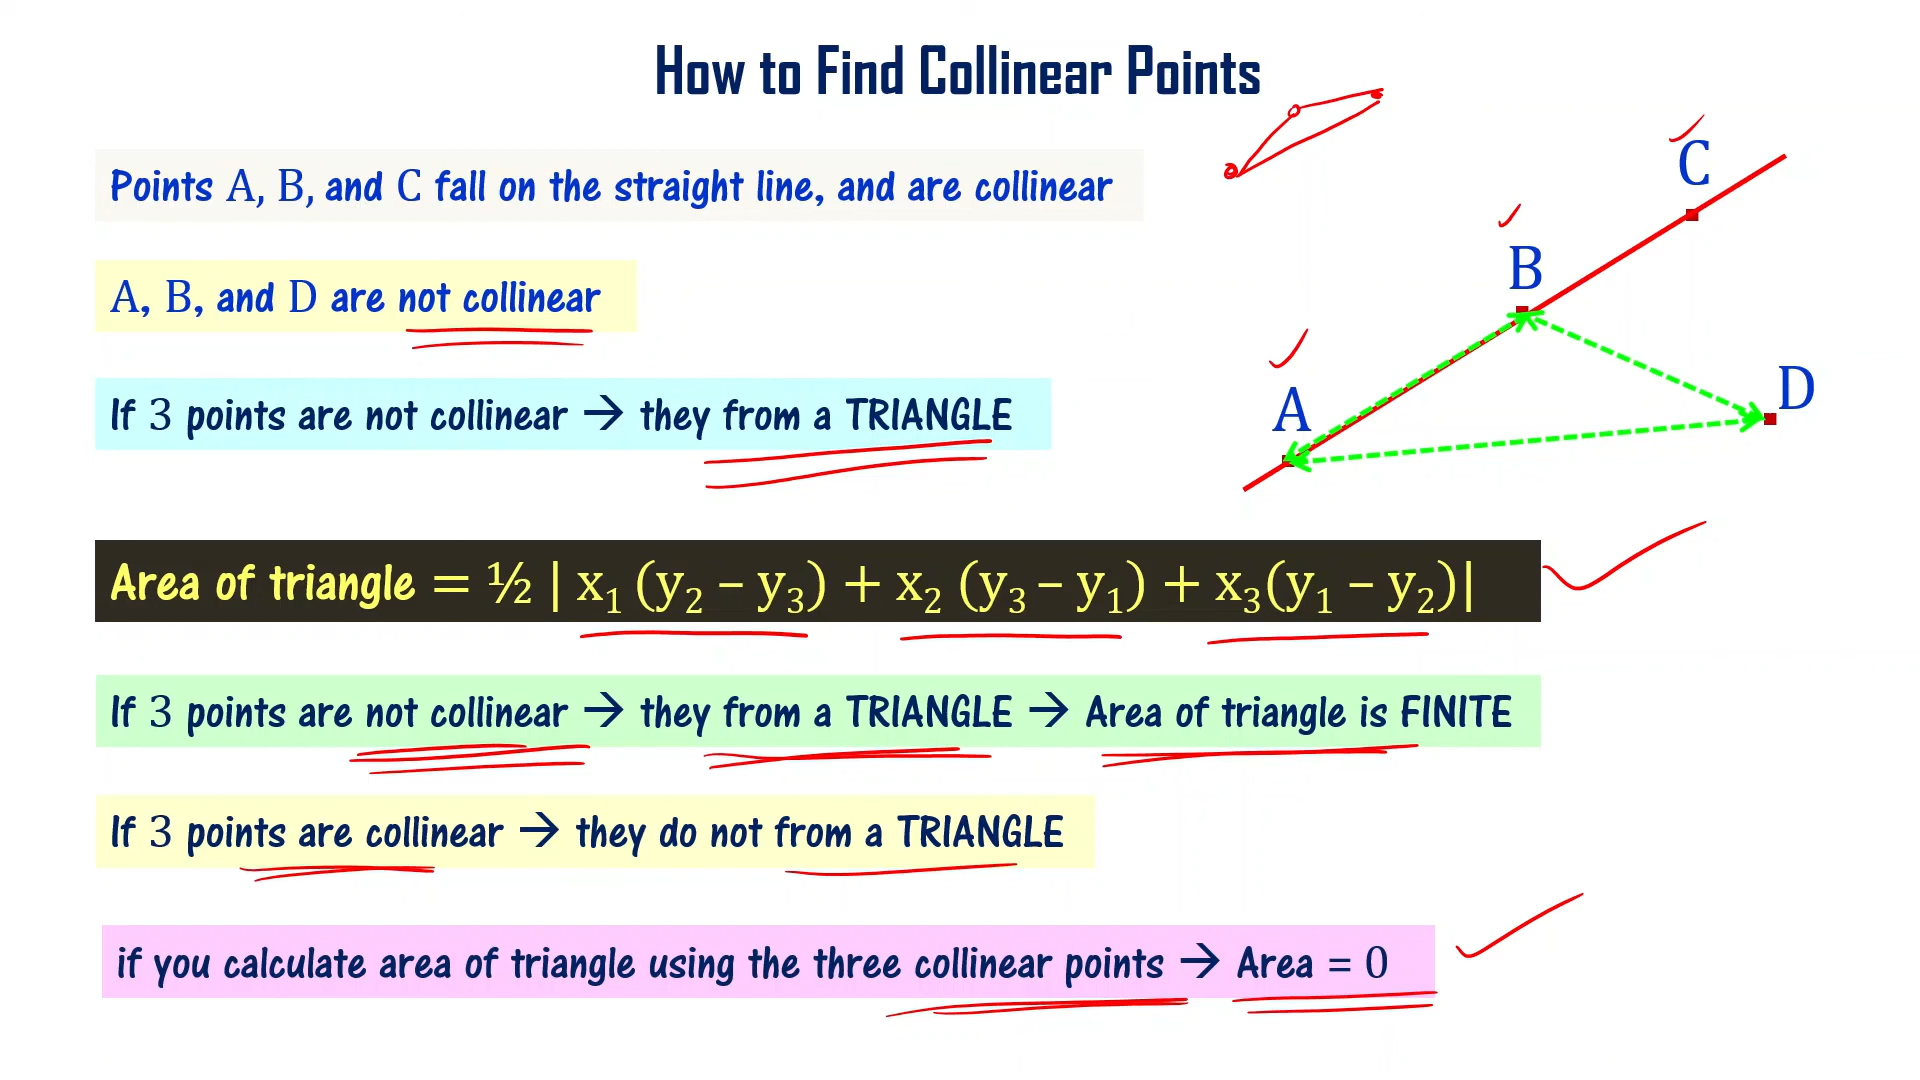 How to Find Collinear Points
Points A, B, and C fall on the straight line, and are collinear
A, B, and D are not collinear
If 3 points are not collinear → they from a TRIANGLE
C
B
A
D
Area of triangle = ½ | x₁ (y₂ – y₃) + x₂ (y₃ – y₁) + x₃(y₁ – y₂)|
If 3 points are not collinear → they from a TRIANGLE → Area of triangle is FINITE
If 3 points are collinear → they do not from a TRIANGLE
if you calculate area of triangle using the three collinear points → Area = 0